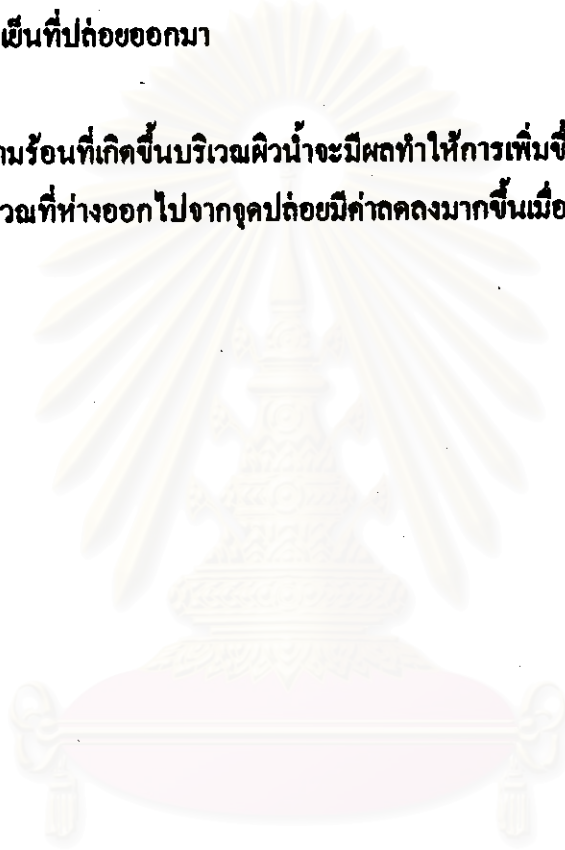 เย็นที่ปล่อยออกมา
ามร้อนที่เกิดขึ้นบริเวณผิวน้ำจะมีผลทำให้การเพิ่มขึ้
วณที่ห่างออกไปจากจุดปล่อยมีค่าลดลงมากขึ้นเมื่อ